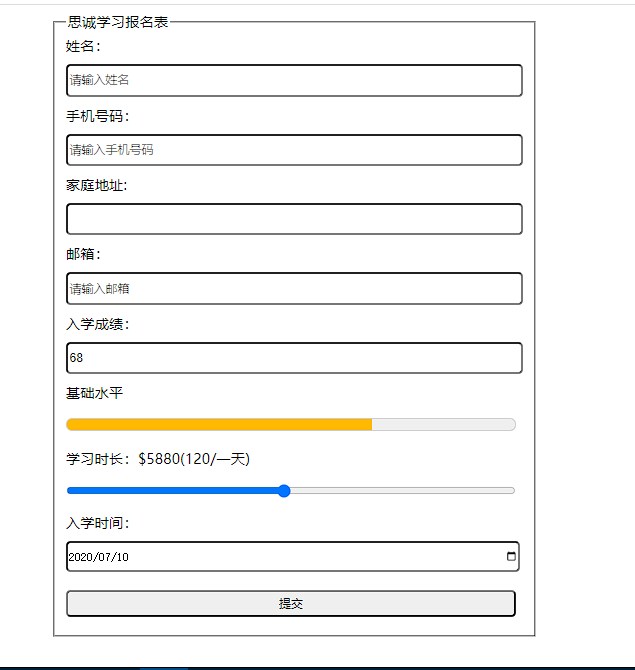 思诚学习报名表
姓名：
请输入姓名
手机号码：
请输入手机号码
家庭地址：
邮箱：
请输入邮箱
入学成绩：
68
基础水平
学习时长：$5880(120/一天)
入学时间：
2020/07/10
提交